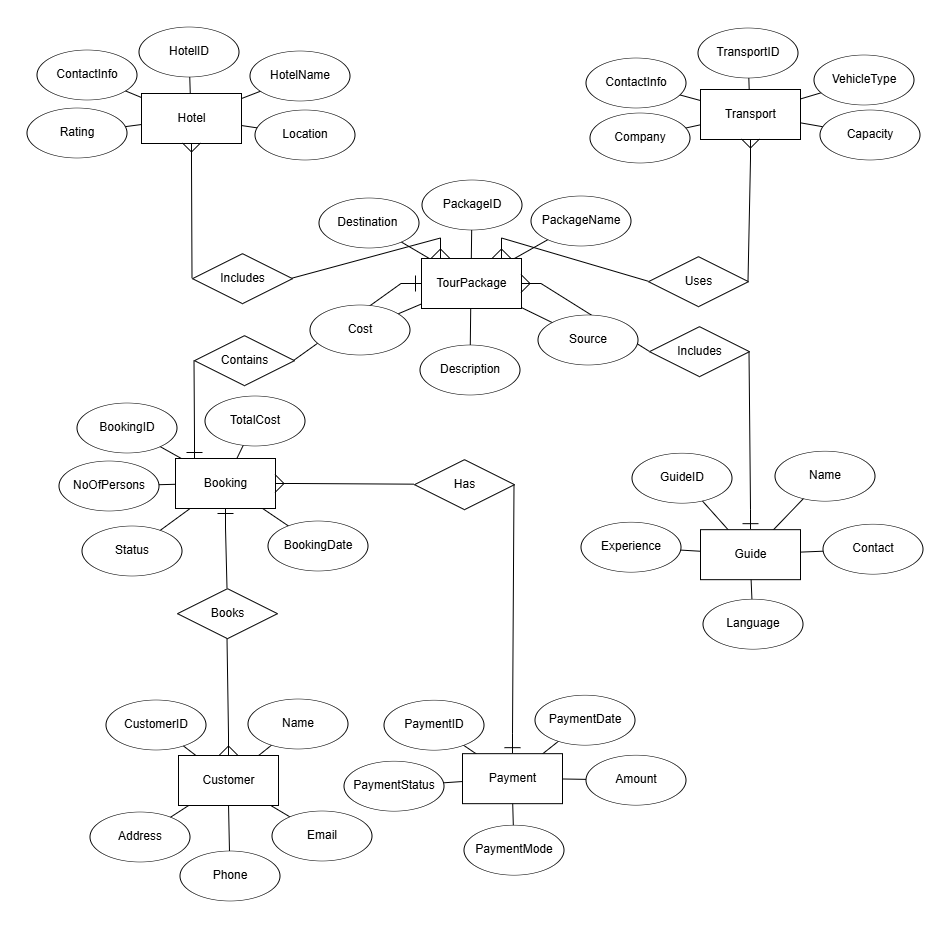 HotelID
TransportID
ContactInfo
HotelName
ContactInfo
VehicleType
Hotel
Transport
Rating
Location
Company
Capacity
Destination
PackageID
PackageName
Includes
TourPackage
Uses
Cost
Source
Contains
Includes
Description
BookingID
TotalCost
GuideID
Name
NoOfPersons
Booking
Has
Status
BookingDate
Experience
Guide
Contact
Books
Language
CustomerID
Name
PaymentID
PaymentDate
Customer
PaymentStatus
Payment
Amount
Address
Email
PaymentMode
Phone